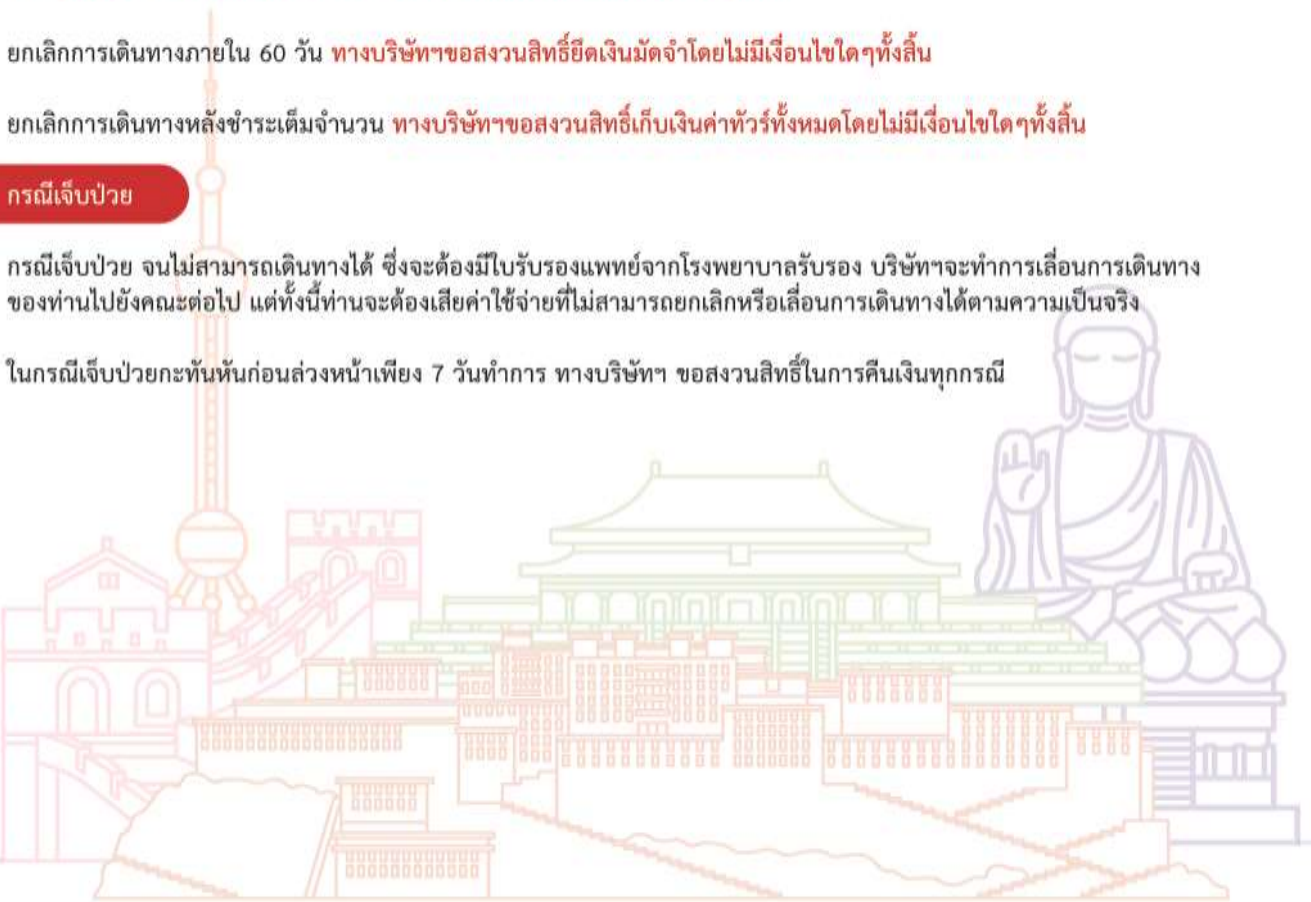 ยกเลิกการเดินทางภายใน 60 วัน ทางบริษัทฯขอสงวนสิทธิ์ยึดเงินมัดจำโดยไม่มีเงื่อนไขใดๆทั้งสิ้น
ยกเลิกการเดินทางหลังชำระเต็มจำนวน ทางบริษัทฯขอสงวนสิทธิ์เก็บเงินค่าทัวร์ทั้งหมดโดยไม่มีเงื่อนไขใดๆทั้งสิ้น
กรณีเจ็บป่วย
กรณีเจ็บป่วย จนไม่สามารถเดินทางได้ ซึ่งจะต้องมีใบรับรองแพทย์จากโรงพยาบาลรับรอง บริษัทฯจะทำการเลื่อนการเดินทาง
ของท่านไปยังคณะต่อไป แต่ทั้งนี้ท่านจะต้องเสียค่าใช้จ่ายที่ไม่สามารถยกเลิกหรือเลื่อนการเดินทางได้ตามความเป็นจริง
ในกรณีเจ็บป่วยกะทันหันก่อนล่วงหน้าเพียง 7 วันทำการ ทางบริษัทฯ ขอสงวนสิทธิ์ในการคืนเงินทุกกรณี